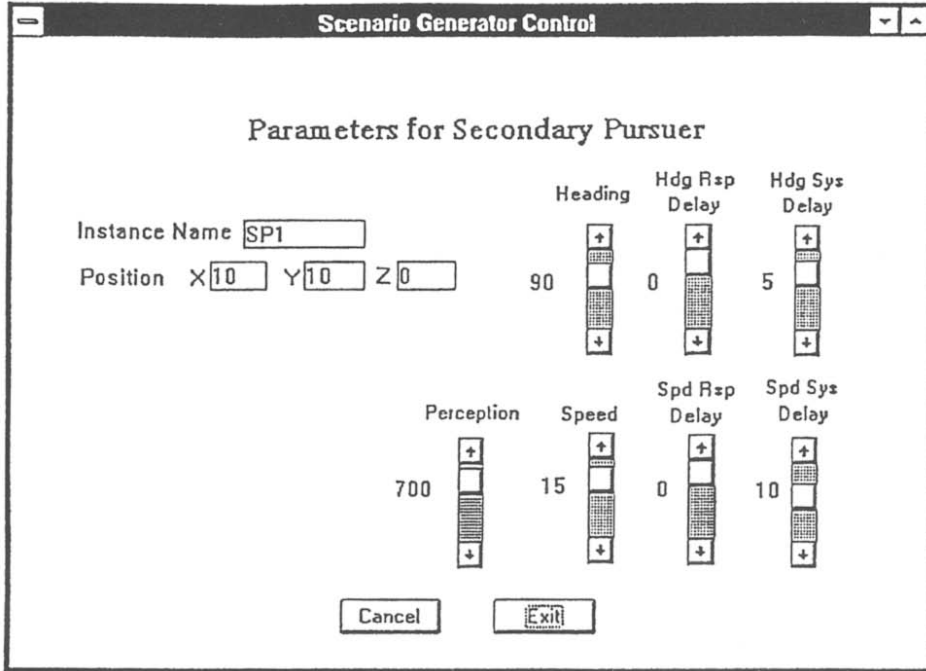 Scenario Generator Control
Parameters for Secondary Pursuer
Instance Name SP1
Position X 10 Y 10 Z 0
Heading
90
Hdg Rsp
Delay
0
Hdg Sys
Delay
5
Perception
700
Speed
15
Spd Rsp
Delay
0
Spd Sys
Delay
10
Cancel
Exit